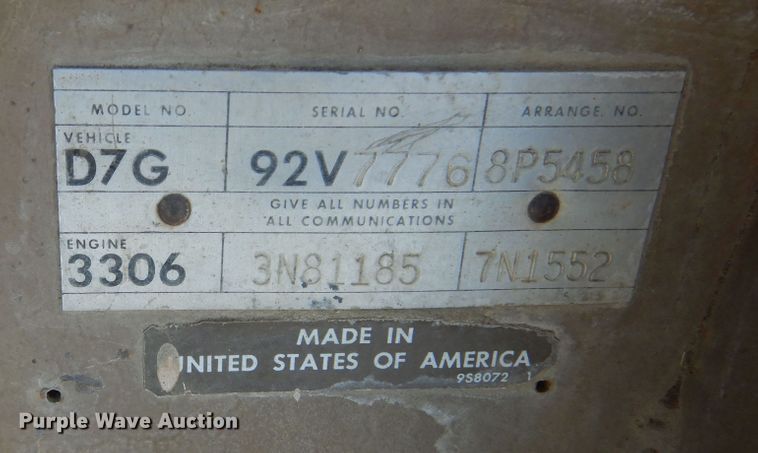 MODEL NO. SERIAL NO. ARRANGE. NO.
VEHICLE
D7G 92V7776 8P5458
GIVE ALL NUMBERS IN
ALL COMMUNICATIONS
ENGINE
3306 3N81185 7N1552
MADE IN
UNITED STATES OF AMERICA
9S8072 1
Purple Wave Auction